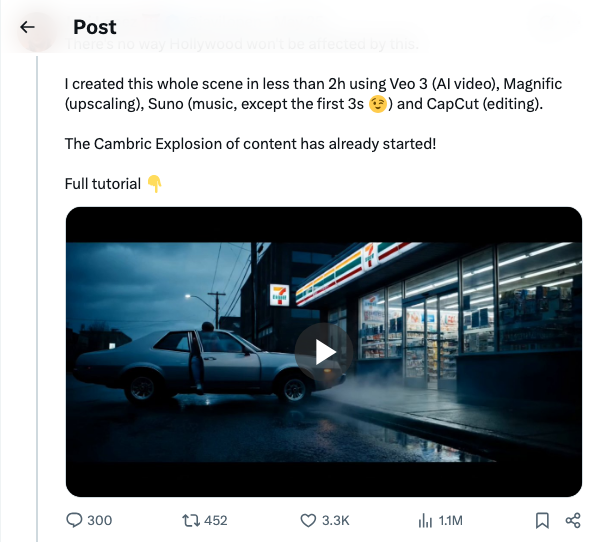 Post
There's no way Hollywood won't be affected by this.
I created this whole scene in less than 2h using Veo 3 (AI video), Magnific
(upscaling), Suno (music, except the first 3s 😉) and CapCut (editing).
The Cambric Explosion of content has already started!
Full tutorial 👇
7
7
300
452
3.3K
1.1M